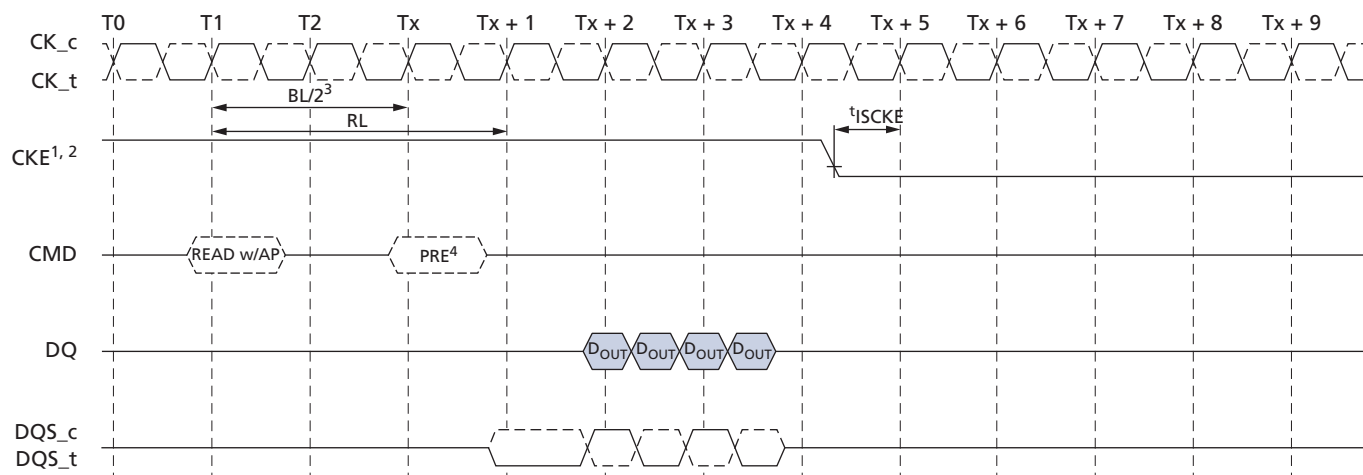 T0 T1 T2 Tx Tx + 1 Tx + 2 Tx + 3 Tx + 4 Tx + 5 Tx + 6 Tx + 7 Tx + 8 Tx + 9
CK_c
CK_t
BL/2³
RL
tISCKE
CKE1, 2
CMD READ w/AP PRE⁴
DQ DOUT DOUT DOUT DOUT
DQS_c
DQS_t